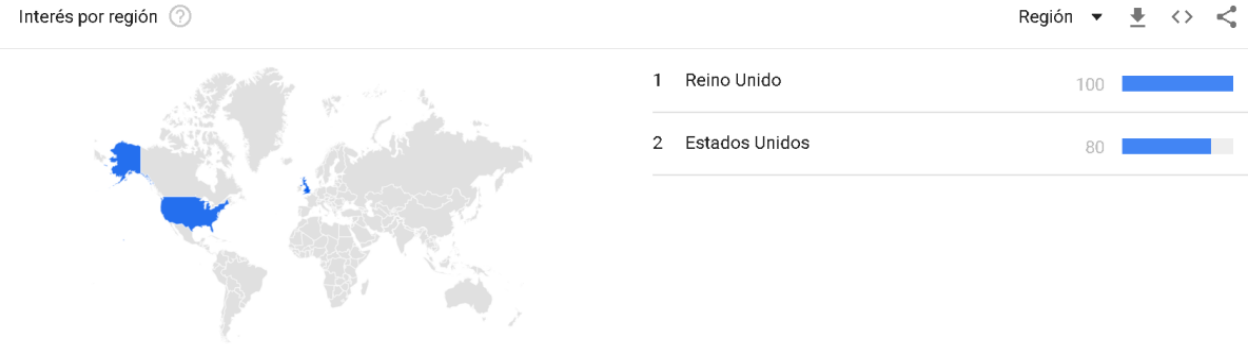 Interés por región
Región
1 Reino Unido 100
2 Estados Unidos 80